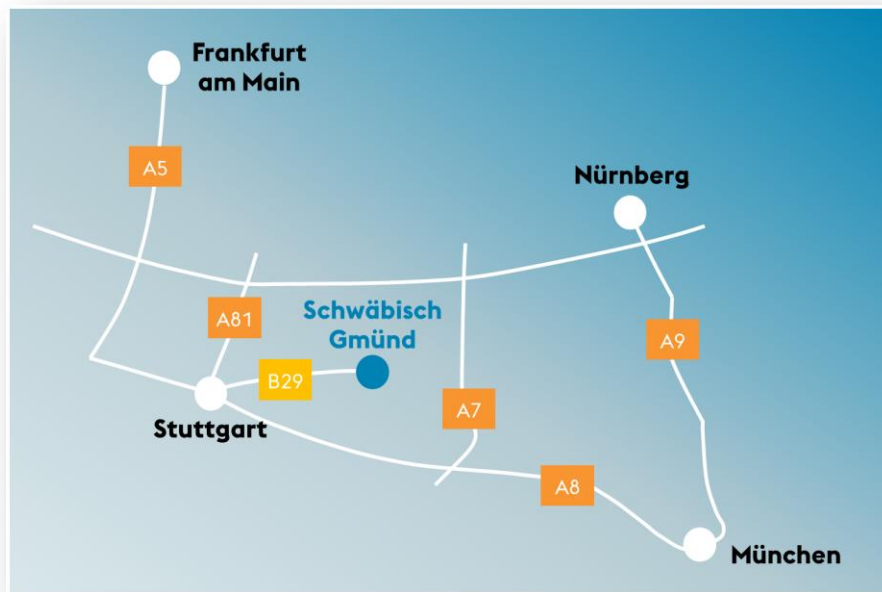 Frankfurt
am Main
A5
Nürnberg
A81
Schwäbisch
Gmünd
A9
B29
A7
Stuttgart
A8
München